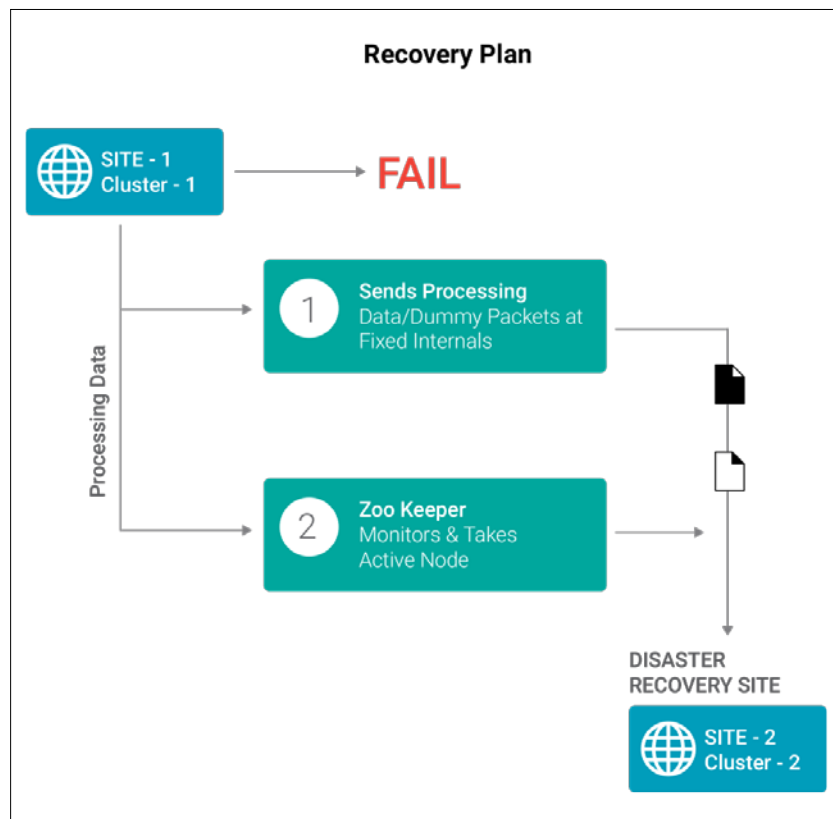 Recovery Plan
SITE - 1
Cluster - 1
FAIL
Processing Data
1
Sends Processing
Data/Dummy Packets at
Fixed Internals
2
Zoo Keeper
Monitors & Takes
Active Node
DISASTER
RECOVERY SITE
SITE - 2
Cluster - 2